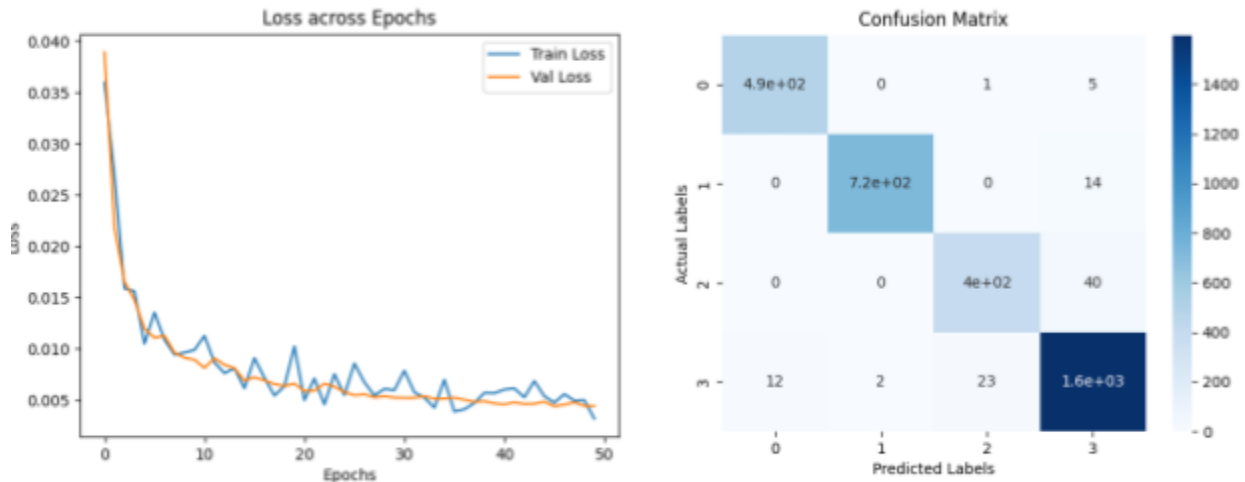 Loss across Epochs
0.040
0.035
0.030
0.025
0.020
0.015
0.010
0.005
Loss
Train Loss
Val Loss
0 10 20 30 40 50
Epochs
Confusion Matrix
Actual Labels
0 4.9e+02 0 1 5
1 0 7.2e+02 0 14
2 0 0 4e+02 40
3 12 2 23 1.6e+03
0 1 2 3
Predicted Labels
1400
1200
1000
800
600
400
200
0